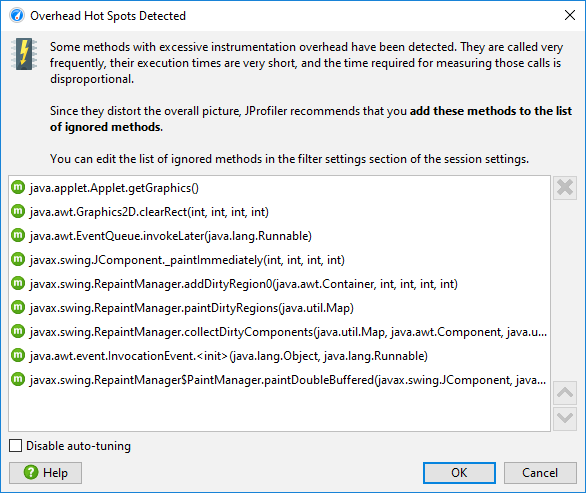 Overhead Hot Spots Detected
Some methods with excessive instrumentation overhead have been detected. They are called very
frequently, their execution times are very short, and the time required for measuring those calls is
disproportional.
Since they distort the overall picture, JProfiler recommends that you add these methods to the list
of ignored methods.
You can edit the list of ignored methods in the filter settings section of the session settings.
m java.applet.Applet.getGraphics()
m java.awt.Graphics2D.clearRect(int, int, int, int)
m java.awt.EventQueue.invokeLater(java.lang.Runnable)
m javax.swing.JComponent._paintImmediately(int, int, int, int)
m javax.swing.RepaintManager.addDirtyRegion0(java.awt.Container, int, int, int, int)
m javax.swing.RepaintManager.paintDirtyRegions(java.util.Map)
m javax.swing.RepaintManager.collectDirtyComponents(java.util.Map, java.awt.Component, java.u...
m java.awt.event.InvocationEvent.<init>(java.lang.Object, java.lang.Runnable)
m javax.swing.RepaintManager$PaintManager.paintDoubleBuffered(javax.swing.JComponent, java...
Disable auto-tuning
? Help
OK
Cancel